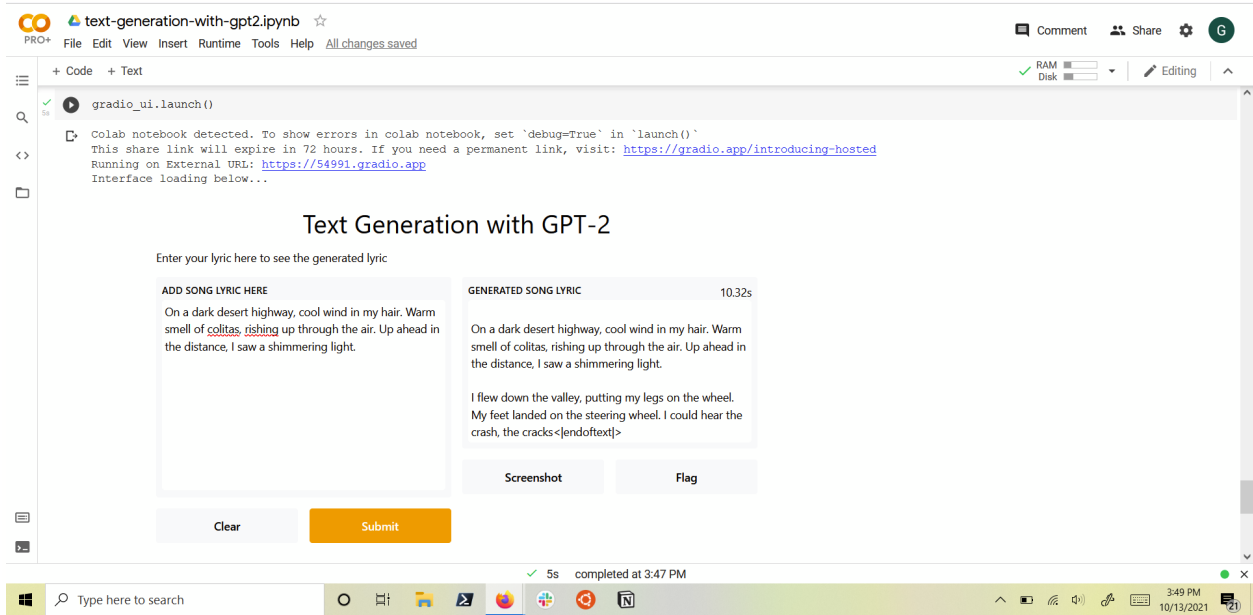 text-generation-with-gpt2.ipynb
Comment Share G
PRO+ File Edit View Insert Runtime Tools Help All changes saved
+ Code + Text
RAM
Disk
Editing
5s
gradio_ui.launch()
Colab notebook detected. To show errors in colab notebook, set `debug=True` in `launch()`
This share link will expire in 72 hours. If you need a permanent link, visit: https://gradio.app/introducing-hosted
Running on External URL: https://54991.gradio.app
Interface loading below...
Text Generation with GPT-2
Enter your lyric here to see the generated lyric
ADD SONG LYRIC HERE
On a dark desert highway, cool wind in my hair. Warm
smell of colitas, rishing up through the air. Up ahead in
the distance, I saw a shimmering light.
GENERATED SONG LYRIC 10.32s
On a dark desert highway, cool wind in my hair. Warm
smell of colitas, rishing up through the air. Up ahead in
the distance, I saw a shimmering light.
I flew down the valley, putting my legs on the wheel.
My feet landed on the steering wheel. I could hear the
crash, the cracks<|endoftext|>
Screenshot Flag
Clear Submit
5s completed at 3:47 PM
Type here to search
3:49 PM
10/13/2021
21